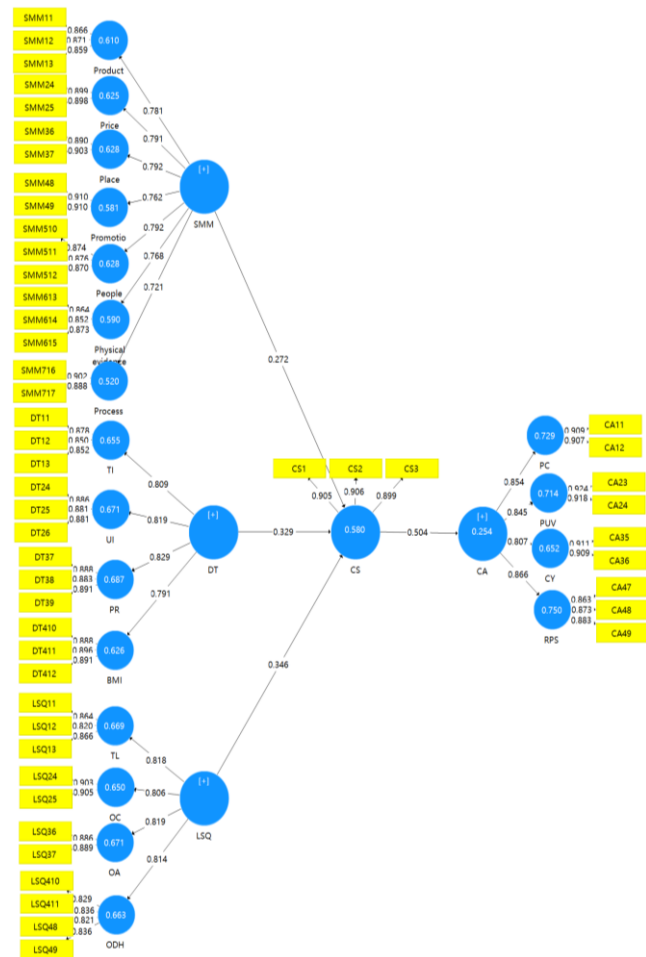 SMM11
0.866
SMM12
0.871
0.859
0.610
SMM13
Product
SMM24
0.899
0.898
0.625
SMM25
Price
0.781
SMM36
0.890
0.903
0.628
SMM37
Place
0.791
0.792
[+]
SMM
SMM48
0.910
0.910
0.581
SMM49
Promotio
0.762
0.792
SMM510
0.874
SMM511
0.876
0.870
0.628
SMM512
People
0.768
0.721
SMM613
0.864
SMM614
0.852
0.873
0.590
SMM615
Physical
evidence
SMM716
0.902
0.888
0.520
SMM717
Process
0.272
DT11
0.878
DT12
0.850
0.852
0.655
DT13
TI
0.809
DT24
0.886
DT25
0.881
0.881
0.671
DT26
UI
0.819
[+]
DT
DT37
0.888
DT38
0.883
0.891
0.687
DT39
PR
0.829
0.791
DT410
0.888
DT411
0.896
0.891
0.626
DT412
BMI
0.329
CS1
CS2
CS3
0.905
0.906
0.899
0.580
CS
0.504
[+]
0.254
CA
0.854
0.845
0.807
0.866
0.729
PC
0.909
0.907
CA11
CA12
0.714
PUV
0.924
0.918
CA23
CA24
0.652
CY
0.911
0.909
CA35
CA36
0.750
RPS
0.863
0.873
0.883
CA47
CA48
CA49
0.346
LSQ11
0.864
LSQ12
0.820
0.866
0.669
LSQ13
TL
0.818
LSQ24
0.903
0.905
0.650
LSQ25
OC
0.806
[+]
LSQ
LSQ36
0.886
0.889
0.671
LSQ37
OA
0.819
0.814
LSQ410
0.829
LSQ411
0.836
0.821
0.663
LSQ48
0.836
LSQ49
ODH